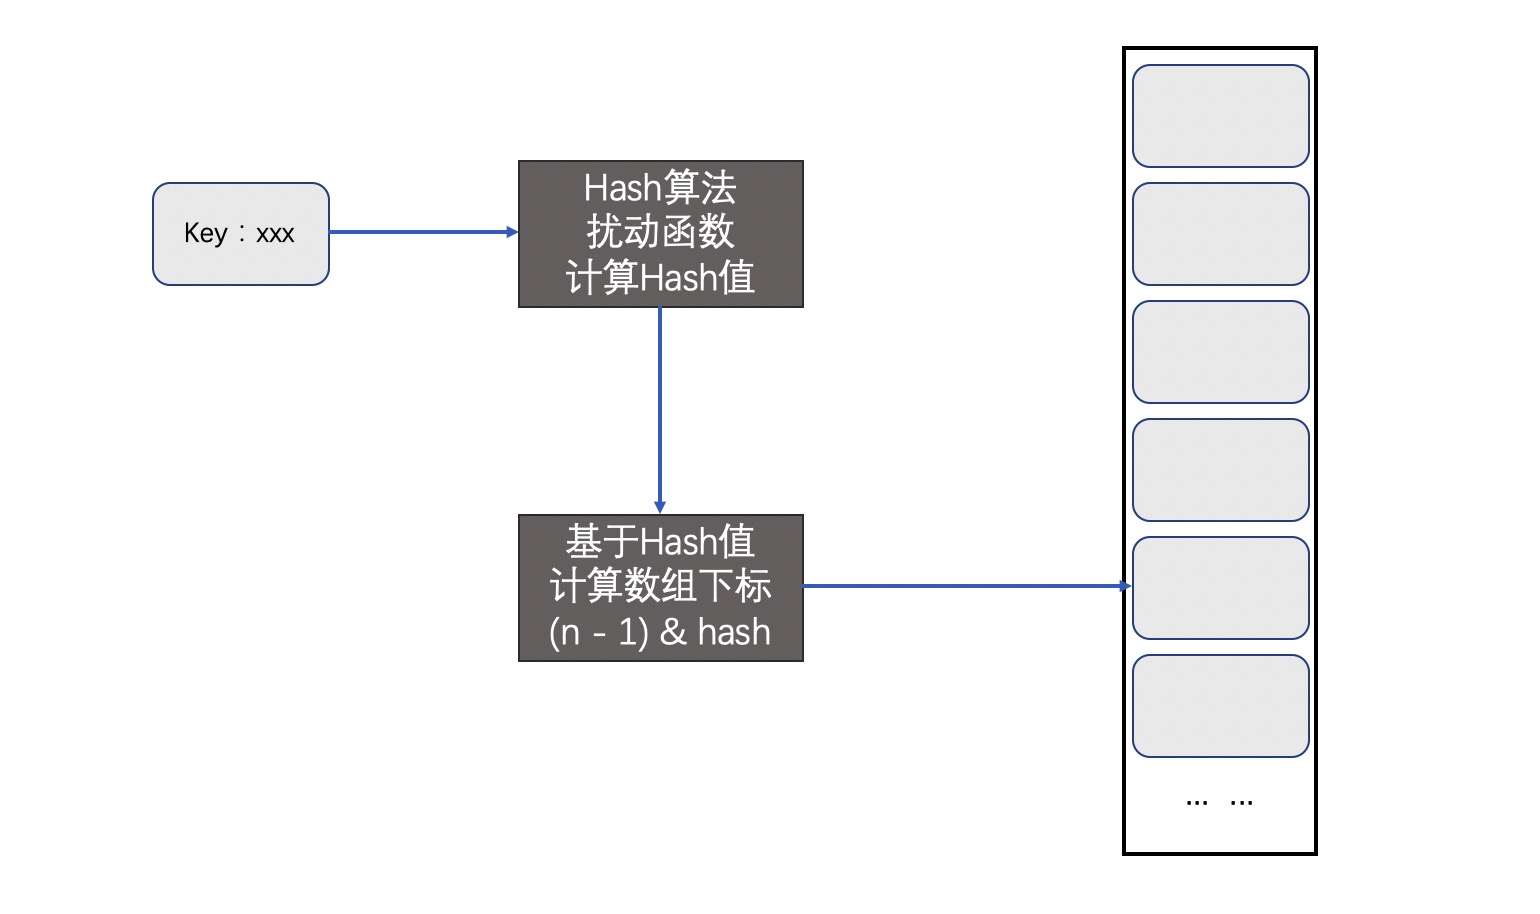 Key：xxx
Hash算法
扰动函数
计算Hash值
基于Hash值
计算数组下标
(n - 1) & hash
... ...